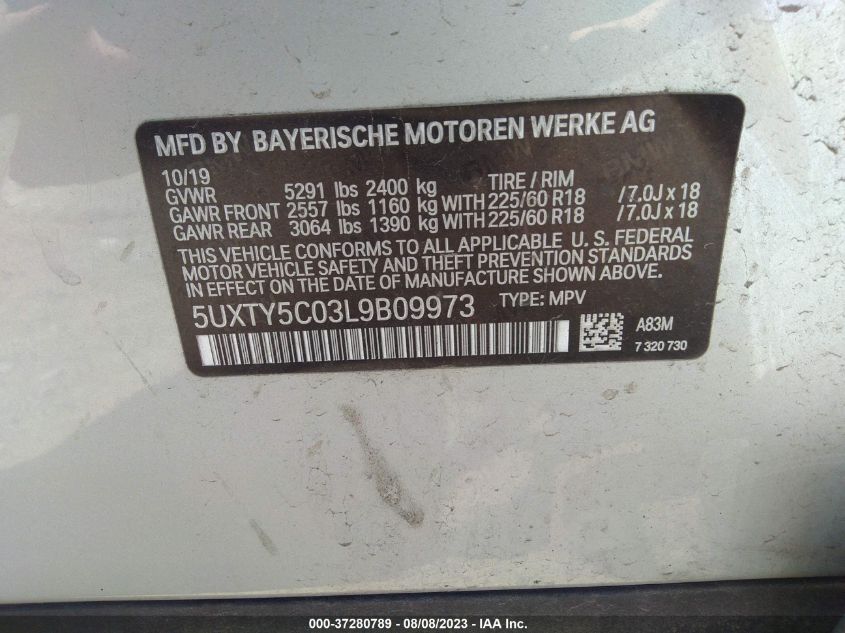 MFD BY BAYERISCHE MOTOREN WERKE AG
10/19 TIRE / RIM
GVWR 5291 lbs 2400 kg
GAWR FRONT 2557 lbs 1160 kg WITH 225/60 R18 /7.0J x 18
GAWR REAR 3064 lbs 1390 kg WITH 225/60 R18 /7.0J x 18
THIS VEHICLE CONFORMS TO ALL APPLICABLE U. S. FEDERAL
MOTOR VEHICLE SAFETY AND THEFT PREVENTION STANDARDS
IN EFFECT ON THE DATE OF MANUFACTURE SHOWN ABOVE.
5UXTY5C03L9B09973 TYPE: MPV
A83M
7 320 730
000-37280789 - 08/08/2023 - IAA Inc.